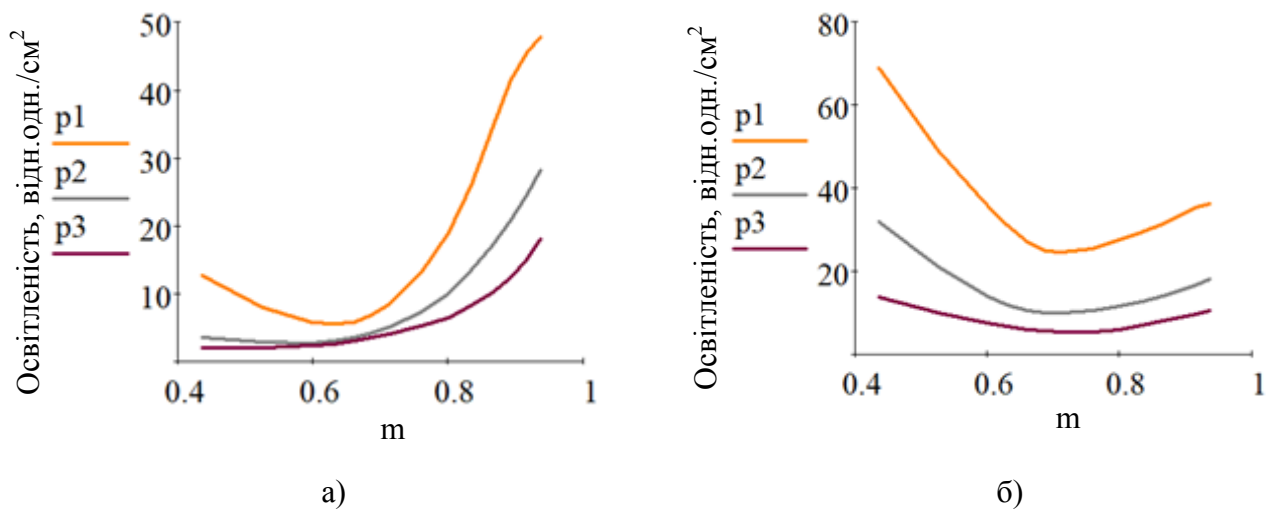 Освітленість, відн.одн./см²
50
40
30
20
10
p1
p2
p3
0.4 0.6 0.8 1
m
а)
Освітленість, відн.одн./см²
80
60
40
20
p1
p2
p3
0.4 0.6 0.8 1
m
б)